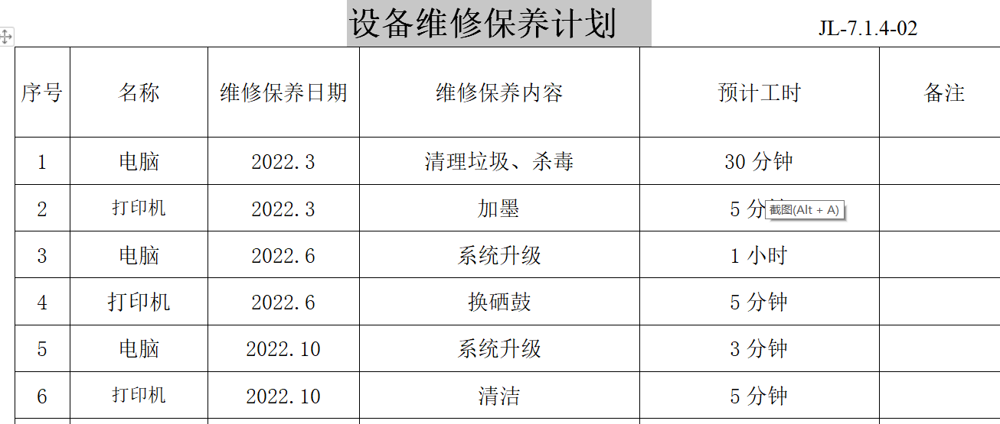 设备维修保养计划 JL-7.1.4-02
序号 名称 维修保养日期 维修保养内容 预计工时 备注
1 电脑 2022.3 清理垃圾、杀毒 30 分钟
2 打印机 2022.3 加墨 5 分 截图(Alt + A)
3 电脑 2022.6 系统升级 1 小时
4 打印机 2022.6 换硒鼓 5 分钟
5 电脑 2022.10 系统升级 3 分钟
6 打印机 2022.10 清洁 5 分钟